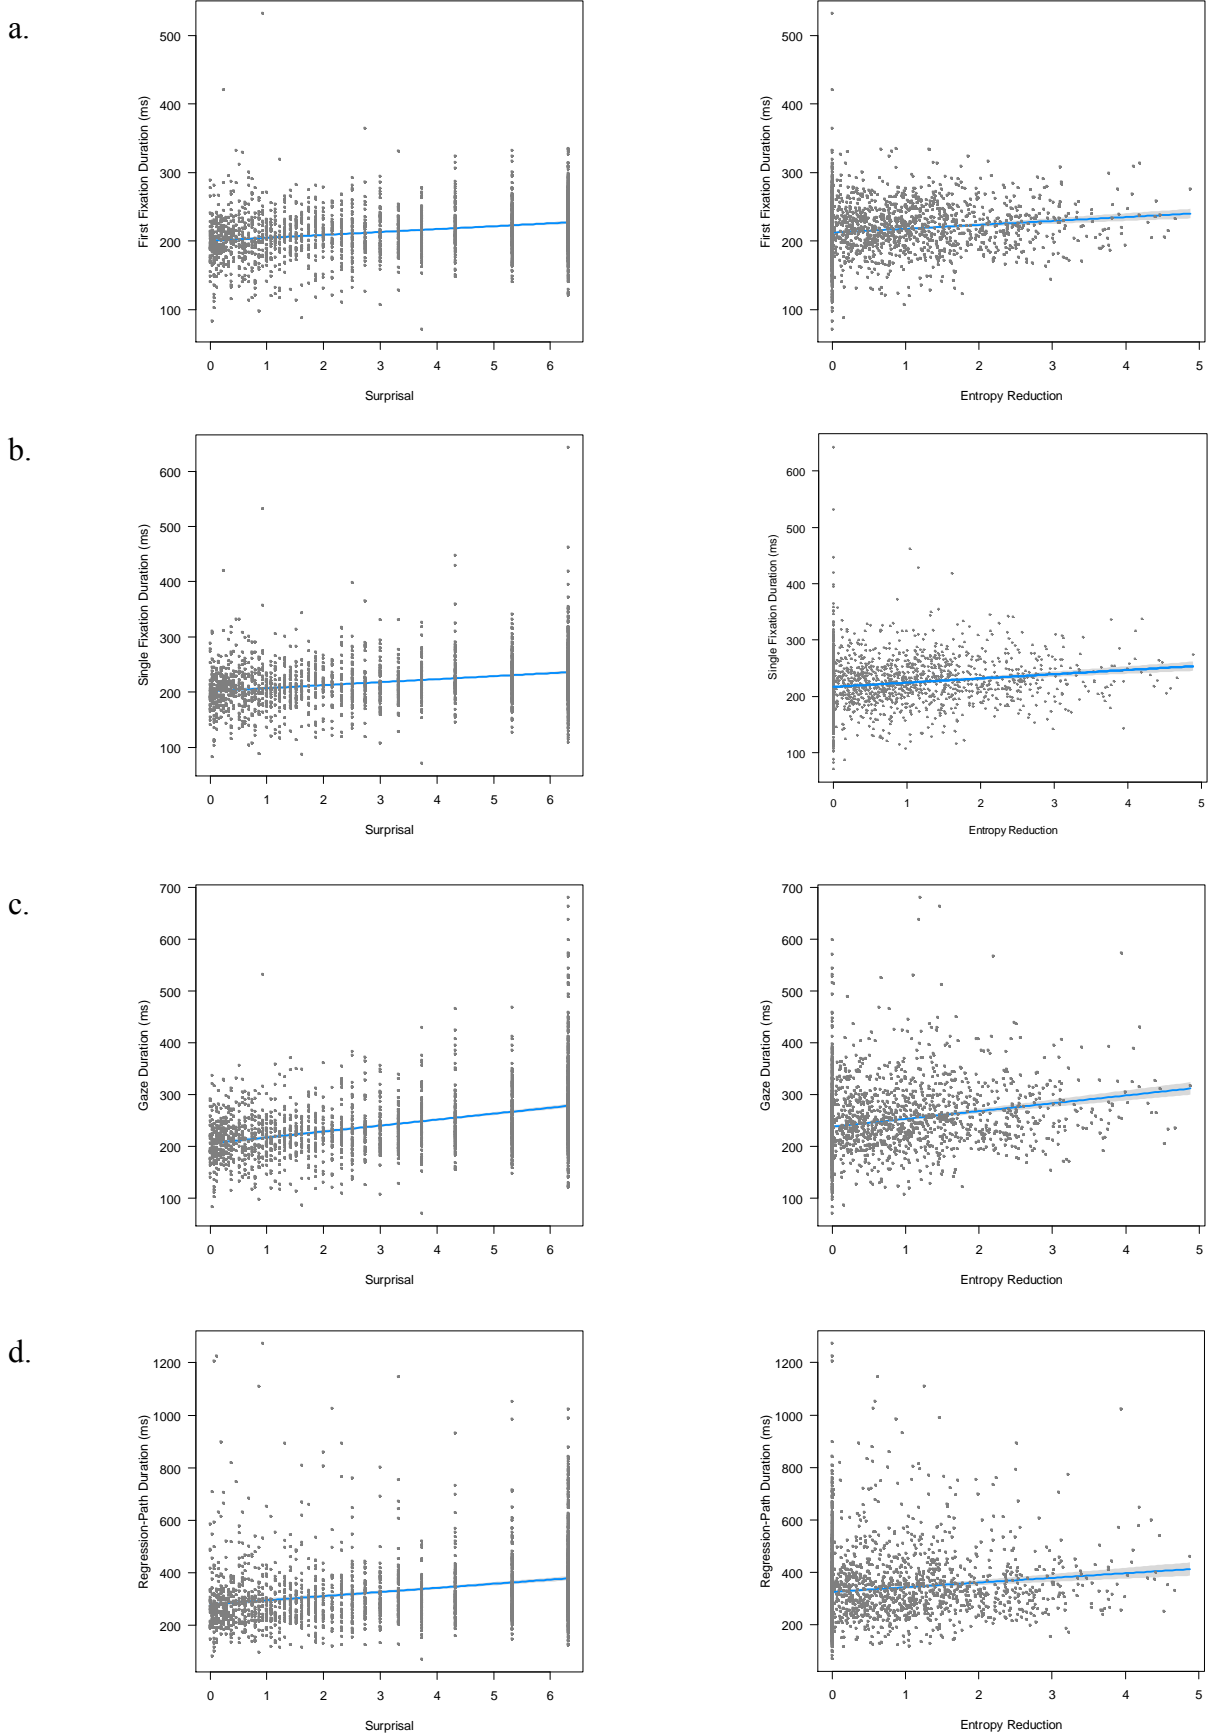 a.
First Fixation Duration (ms)
500
400
300
200
100
0 1 2 3 4 5 6
Surprisal
First Fixation Duration (ms)
500
400
300
200
100
0 1 2 3 4 5
Entropy Reduction
b.
Single Fixation Duration (ms)
600
500
400
300
200
100
0 1 2 3 4 5 6
Surprisal
Single Fixation Duration (ms)
600
500
400
300
200
100
0 1 2 3 4 5
Entropy Reduction
c.
Gaze Duration (ms)
700
600
500
400
300
200
100
0 1 2 3 4 5 6
Surprisal
Gaze Duration (ms)
700
600
500
400
300
200
100
0 1 2 3 4 5
Entropy Reduction
d.
Regression-Path Duration (ms)
1200
1000
800
600
400
200
0 1 2 3 4 5 6
Surprisal
Regression-Path Duration (ms)
1200
1000
800
600
400
200
0 1 2 3 4 5
Entropy Reduction